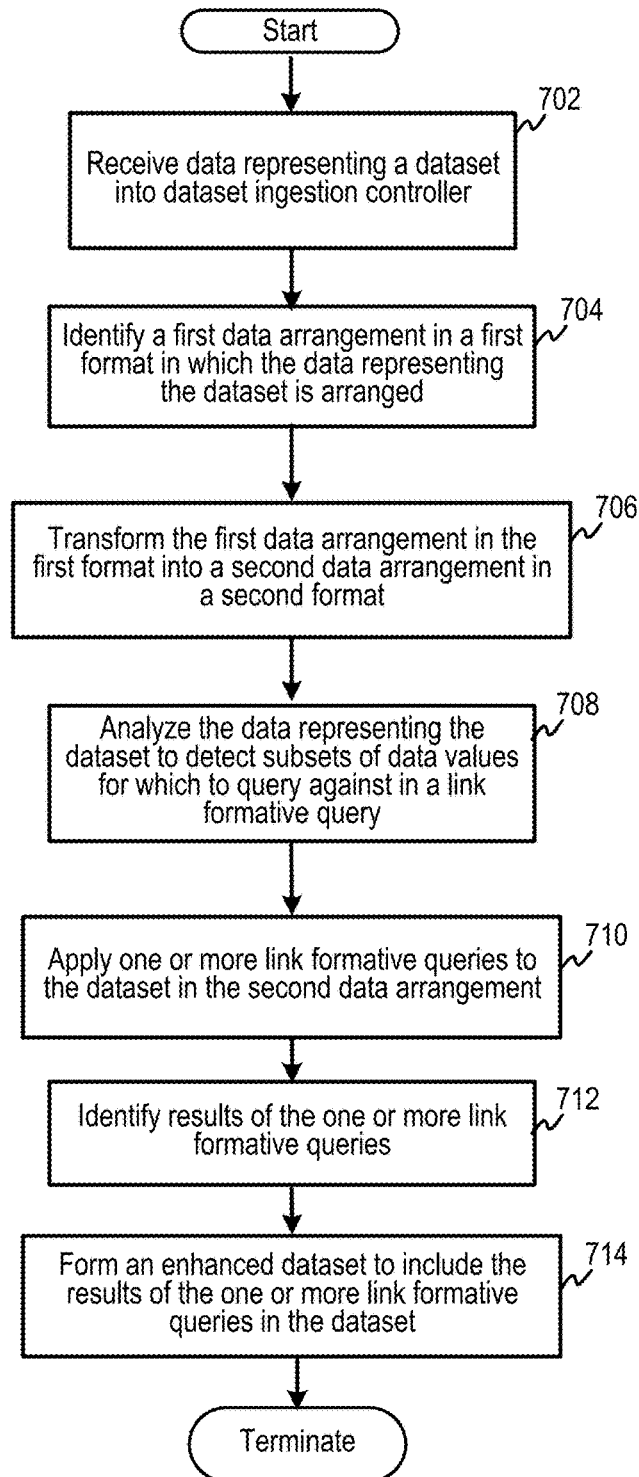 Start
702
Receive data representing a dataset
into dataset ingestion controller
704
Identify a first data arrangement in a first
format in which the data representing
the dataset is arranged
706
Transform the first data arrangement in the
first format into a second data arrangement in
a second format
708
Analyze the data representing the
dataset to detect subsets of data values
for which to query against in a link
formative query
710
Apply one or more link formative queries to
the dataset in the second data arrangement
712
Identify results of the one or more link
formative queries
714
Form an enhanced dataset to include the
results of the one or more link formative
queries in the dataset
Terminate